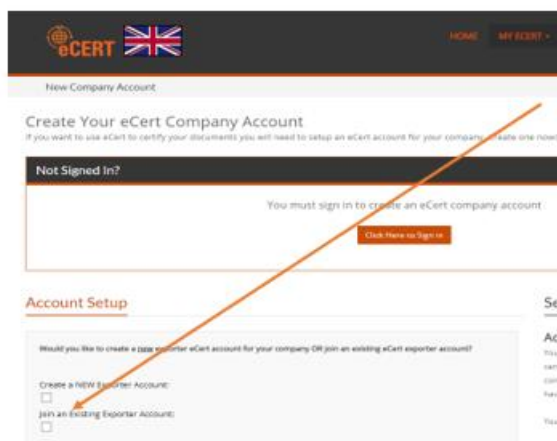 eCERT
HOME MY ECERT
New Company Account
Create Your eCert Company Account
If you want to use eCert to certify your documents you will need to setup an eCert account for your company. Create one now
Not Signed In?
You must sign in to create an eCert company account
Click Here to Sign in
Account Setup
Would you like to create a new exporter eCert account for your company OR join an existing eCert exporter account?
Create a NEW Exporter Account:
Join an Existing Exporter Account: